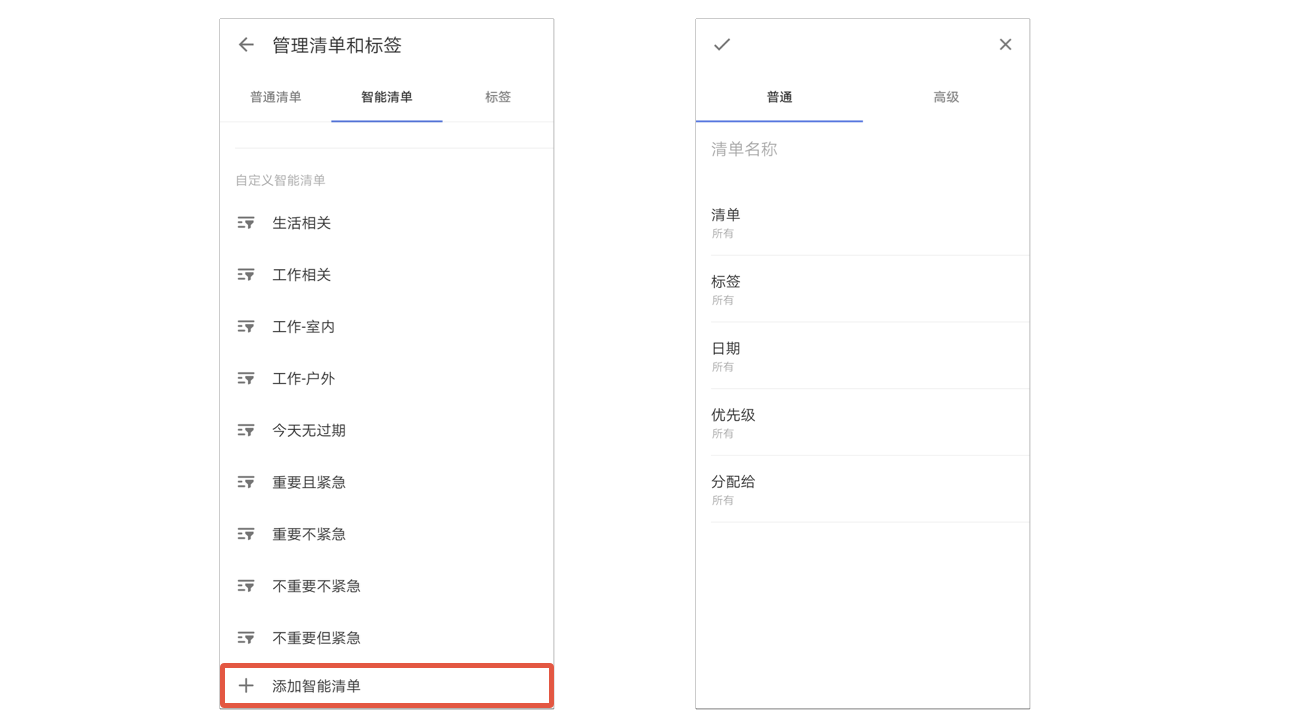 管理清单和标签
普通清单 智能清单 标签
自定义智能清单
生活相关
工作相关
工作-室内
工作-户外
今天无过期
重要且紧急
重要不紧急
不重要不紧急
不重要但紧急
添加智能清单
普通 高级
清单名称
清单
所有
标签
所有
日期
所有
优先级
所有
分配给
所有